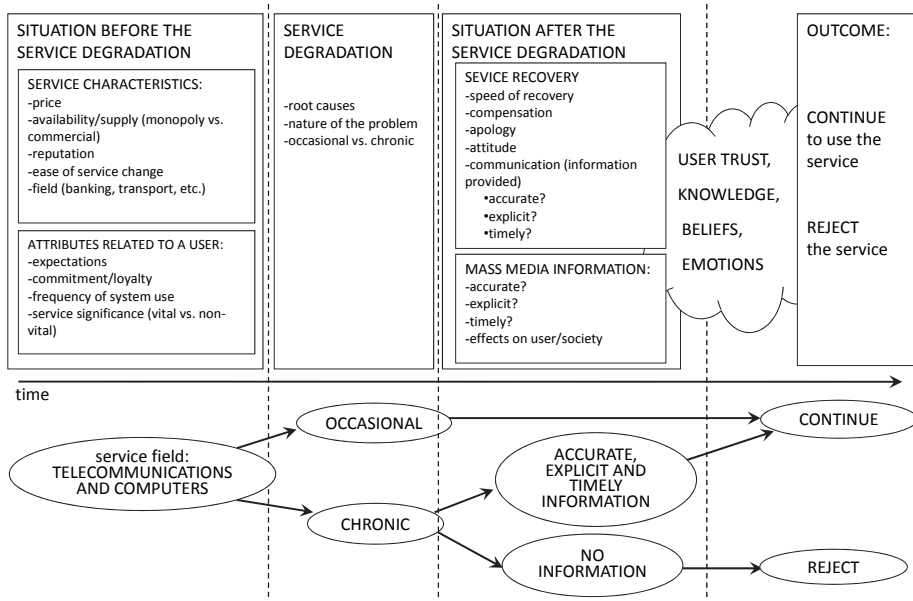 SITUATION BEFORE THE
SERVICE DEGRADATION
SERVICE CHARACTERISTICS:
-price
-availability/supply (monopoly vs.
commercial)
-reputation
-ease of service change
-field (banking, transport, etc.)
ATTRIBUTES RELATED TO A USER:
-expectations
-commitment/loyalty
-frequency of system use
-service significance (vital vs. non-
vital)
SERVICE
DEGRADATION
-root causes
-nature of the problem
-occasional vs. chronic
SITUATION AFTER THE
SERVICE DEGRADATION
SEVICE RECOVERY
-speed of recovery
-compensation
-apology
-attitude
-communication (information
provided)
•accurate?
•explicit?
•timely?
MASS MEDIA INFORMATION:
-accurate?
-explicit?
-timely?
-effects on user/society
USER TRUST,
KNOWLEDGE,
BELIEFS,
EMOTIONS
OUTCOME:
CONTINUE
to use the
service
REJECT
the service
time
service field:
TELECOMMUNICATIONS
AND COMPUTERS
OCCASIONAL
CHRONIC
ACCURATE,
EXPLICIT AND
TIMELY
INFORMATION
NO
INFORMATION
CONTINUE
REJECT